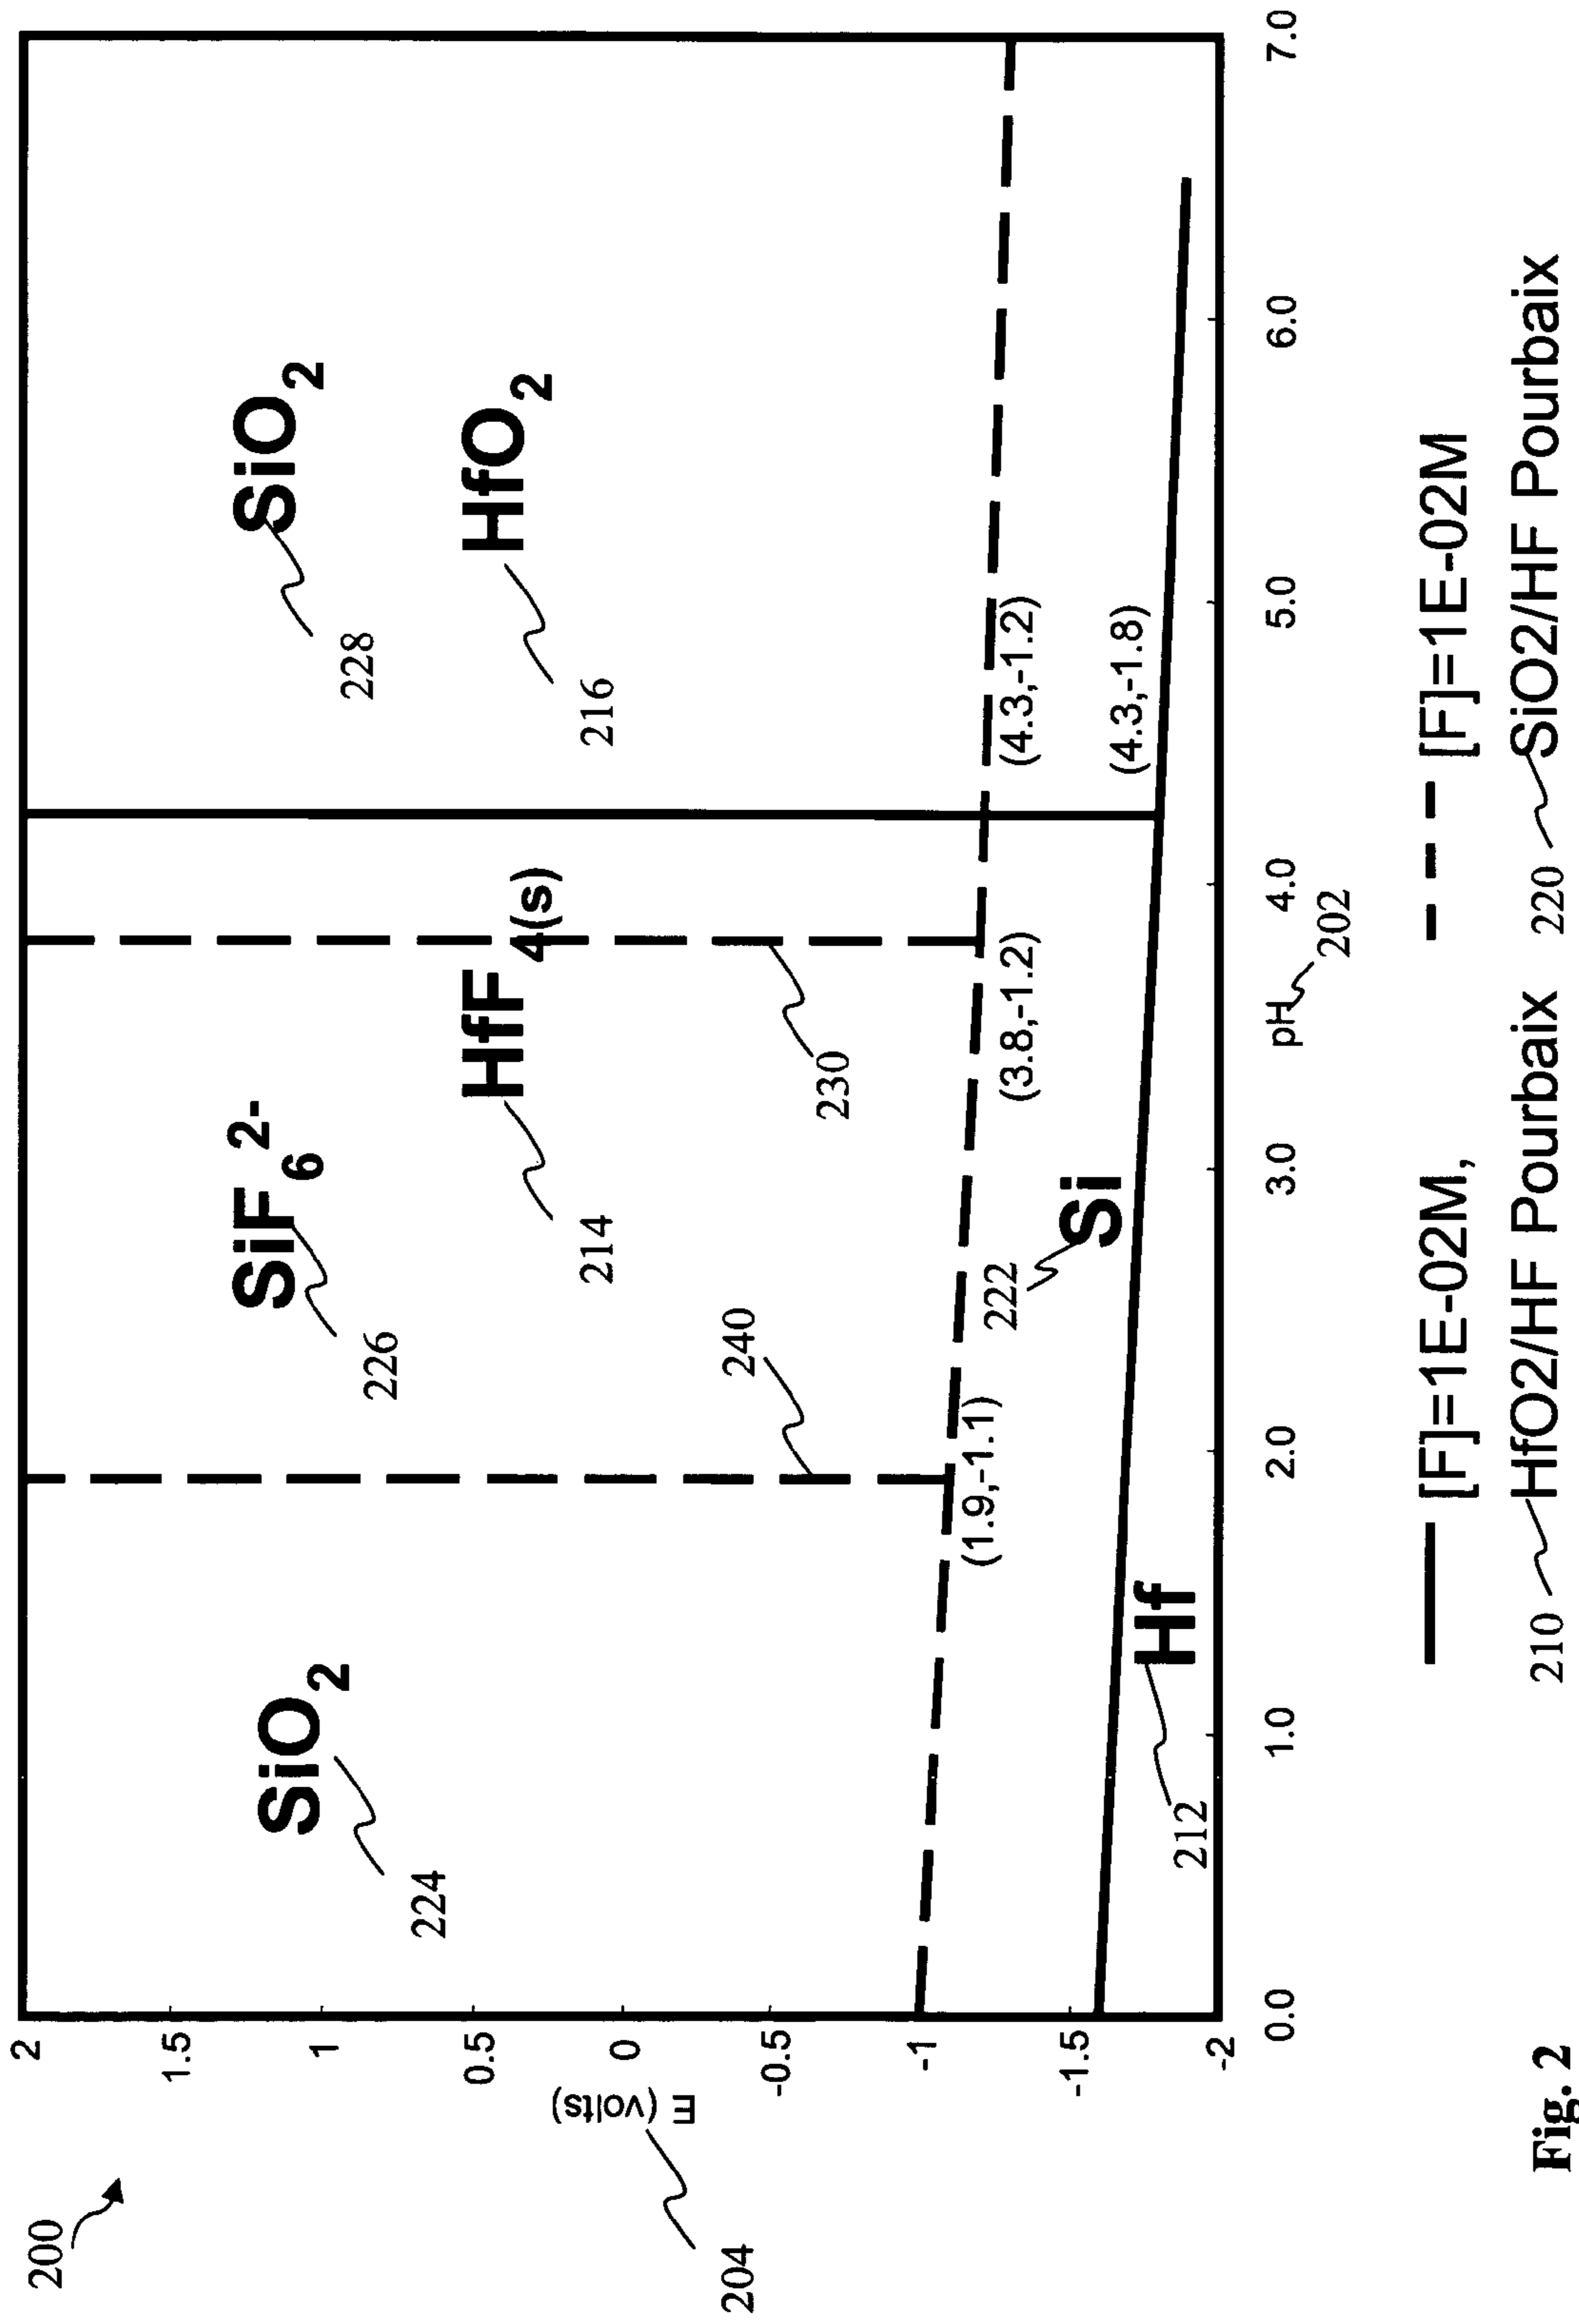 200
204
E (volts)
2
1.5
1
0.5
0
-0.5
-1
-1.5
-2
SiO2
224
SiF6 2-
226
SiO2
228
HfF4(s)
214
HfO2
216
240
230
(1.9,-1.1)
(3.8,-1.2)
(4.3,-1.2)
222
Si
(4.3,-1.8)
Hf
212
0.0 1.0 2.0 3.0 4.0 5.0 6.0 7.0
pH
202
[F]=1E-02M, [F]=1E-02M
210 HfO2/HF Pourbaix 220 SiO2/HF Pourbaix
Fig. 2